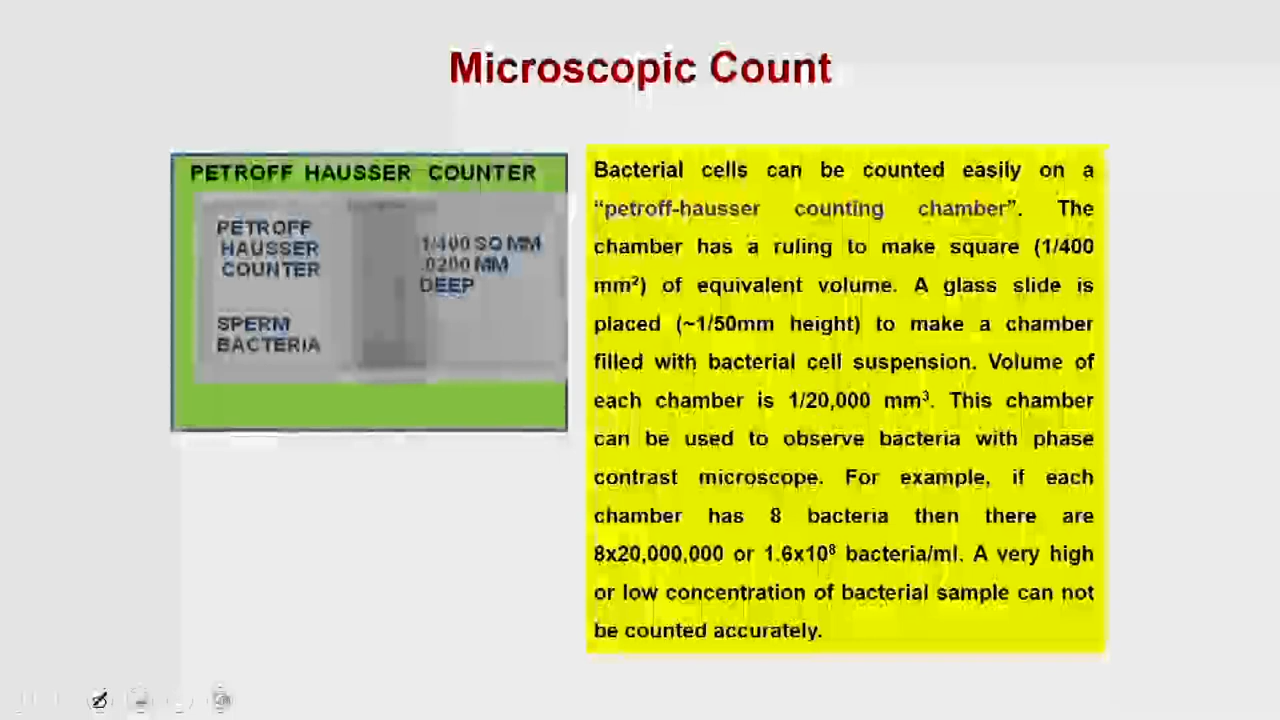 Microscopic Count
PETROFF HAUSSER COUNTER
PETROFF
HAUSSER
COUNTER
1/400 SQ MM
.0200 MM
DEEP
SPERM
BACTERIA
Bacterial cells can be counted easily on a
“petroff-hausser counting chamber”. The
chamber has a ruling to make square (1/400
mm²) of equivalent volume. A glass slide is
placed (~1/50mm height) to make a chamber
filled with bacterial cell suspension. Volume of
each chamber is 1/20,000 mm³. This chamber
can be used to observe bacteria with phase
contrast microscope. For example, if each
chamber has 8 bacteria then there are
8x20,000,000 or 1.6x10⁸ bacteria/ml. A very high
or low concentration of bacterial sample can not
be counted accurately.